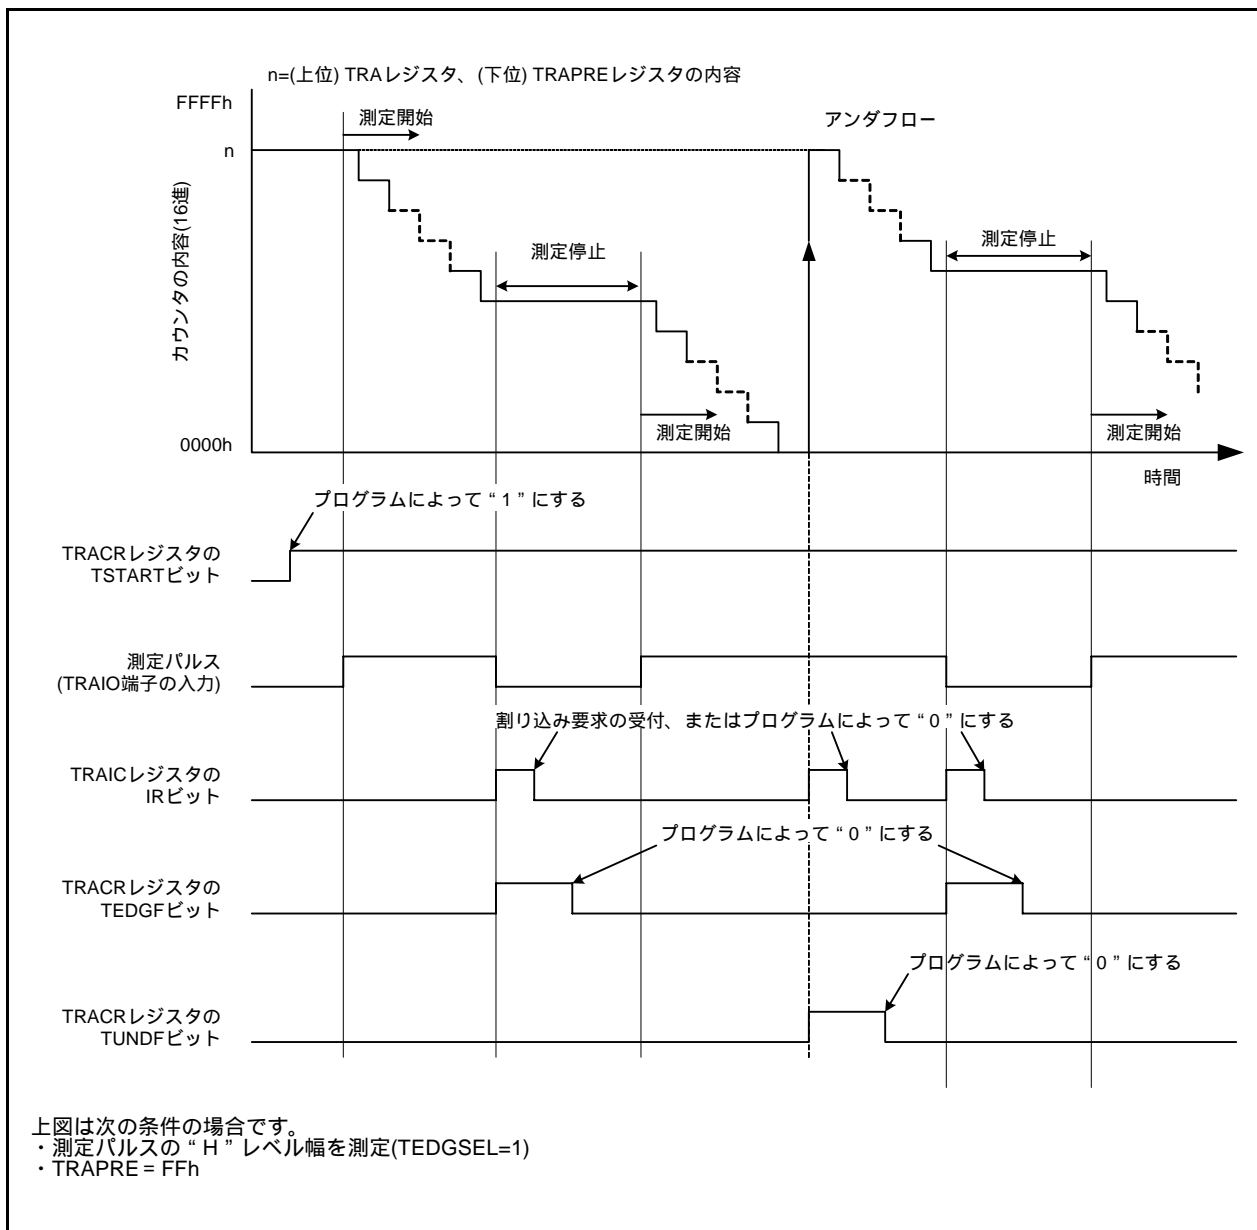 n=(上位) TRAレジスタ、(下位) TRAPREレジスタの内容
FFFFh
測定開始
アンダフロー
n
カウンタの内容(16進)
測定停止
測定停止
測定開始
測定開始
0000h
時間
プログラムによって“1”にする
TRACRレジスタの
TSTARTビット
測定パルス
(TRAIO端子の入力)
割り込み要求の受付、またはプログラムによって“0”にする
TRAICレジスタの
IRビット
プログラムによって“0”にする
TRACRレジスタの
TEDGFビット
プログラムによって“0”にする
TRACRレジスタの
TUNDFビット
上図は次の条件の場合です。
・測定パルスの“H”レベル幅を測定(TEDGSEL=1)
・TRAPRE = FFh